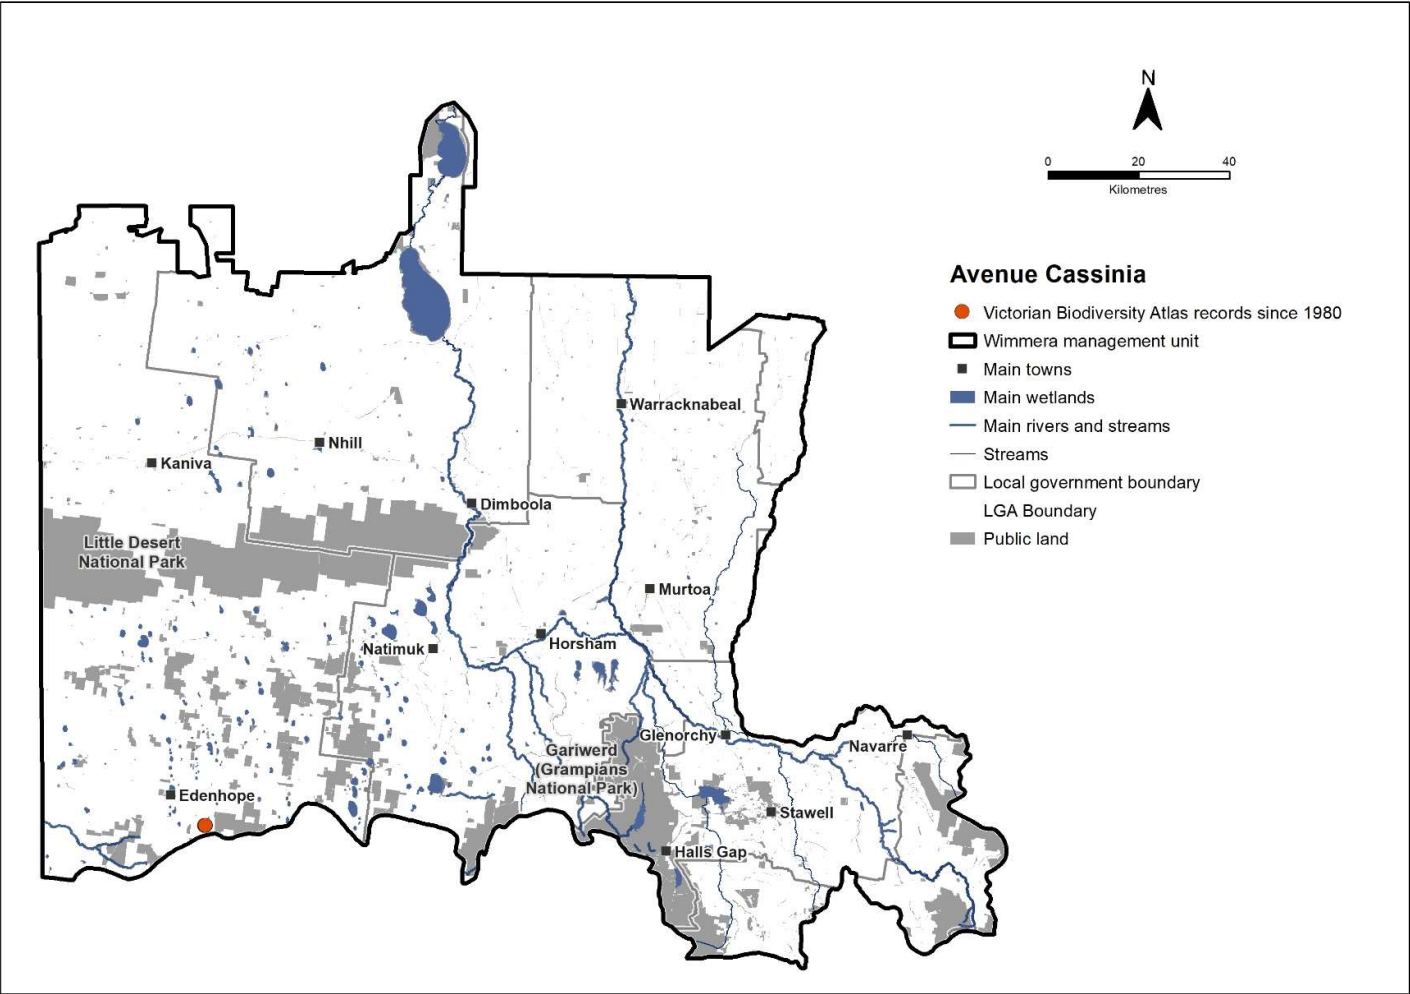 N
0 20 40
Kilometres
Avenue Cassinia
Victorian Biodiversity Atlas records since 1980
Wimmera management unit
Main towns
Main wetlands
Main rivers and streams
Streams
Local government boundary
LGA Boundary
Public land
Warracknabeal
Nhill
Kaniva
Dimboola
Little Desert
National Park
Murtoa
Horsham
Natimuk
Glenorchy
Navarre
Gariwerd
(Grampians
National Park)
Edenhope
Stawell
Halls Gap